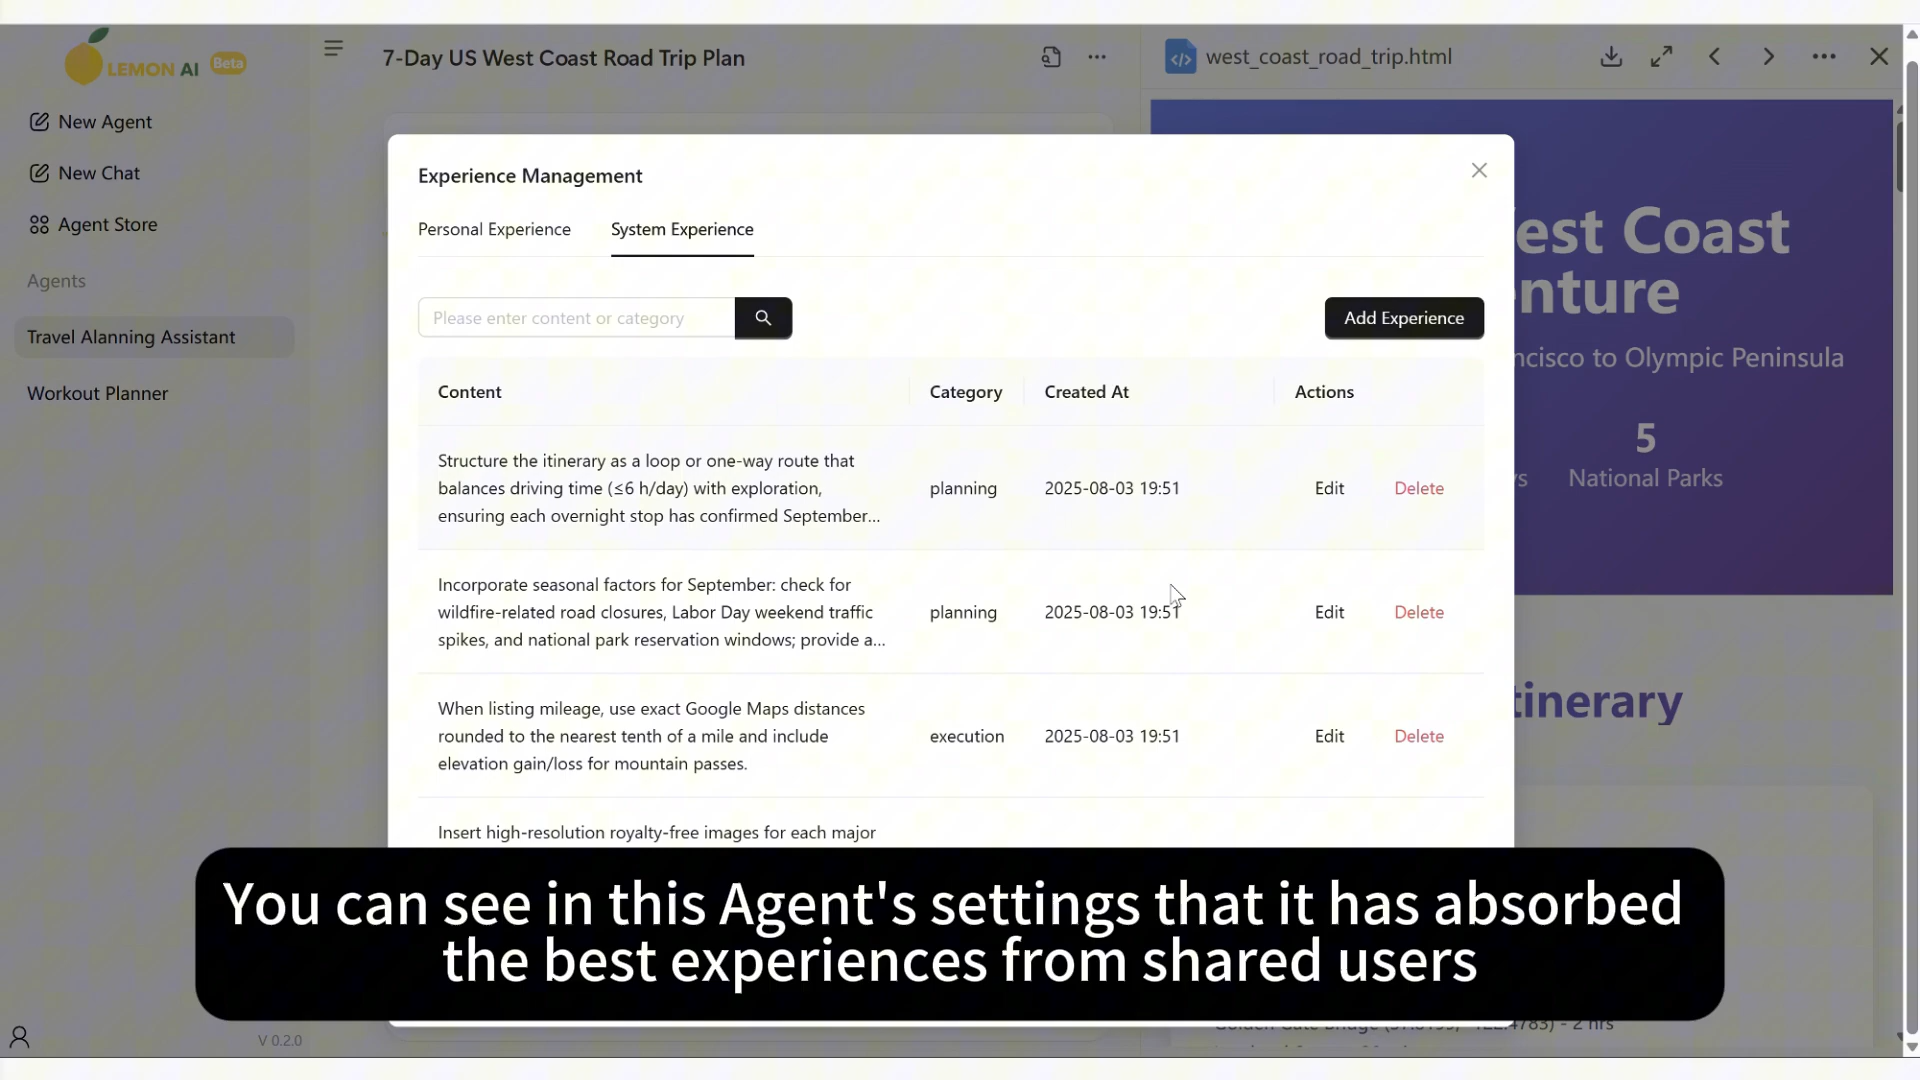 LEMON AI Beta
New Agent
New Chat
Agent Store
Agents
Travel Alanning Assistant
Workout Planner
V 0.2.0
7-Day US West Coast Road Trip Plan
west_coast_road_trip.html
est Coast
nture
ncisco to Olympic Peninsula
5
National Parks
tinerary
Experience Management
Personal Experience
System Experience
Please enter content or category
Add Experience
Content Category Created At Actions
Structure the itinerary as a loop or one-way route that
balances driving time (≤6 h/day) with exploration,
ensuring each overnight stop has confirmed September...
planning 2025-08-03 19:51 Edit Delete
Incorporate seasonal factors for September: check for
wildfire-related road closures, Labor Day weekend traffic
spikes, and national park reservation windows; provide a...
planning 2025-08-03 19:51 Edit Delete
When listing mileage, use exact Google Maps distances
rounded to the nearest tenth of a mile and include
elevation gain/loss for mountain passes.
execution 2025-08-03 19:51 Edit Delete
Insert high-resolution royalty-free images for each major
You can see in this Agent's settings that it has absorbed
the best experiences from shared users